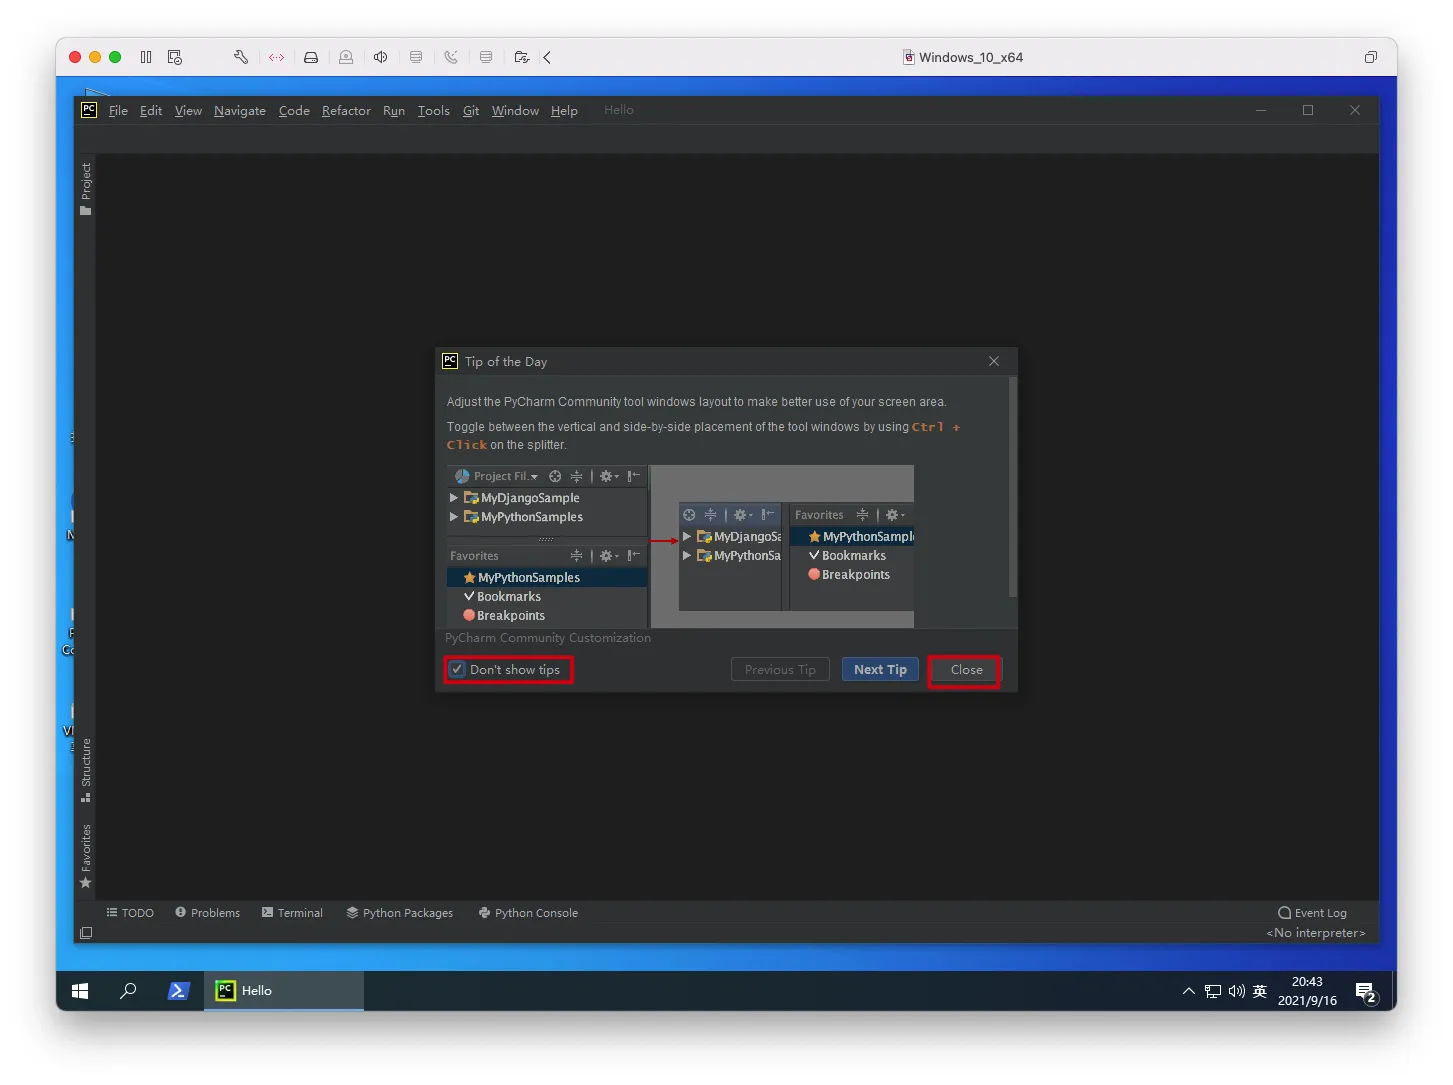 Windows_10_x64
PC File Edit View Navigate Code Refactor Run Tools Git Window Help Hello
Project
PC Tip of the Day
Adjust the PyCharm Community tool windows layout to make better use of your screen area.
Toggle between the vertical and side-by-side placement of the tool windows by using Ctrl +
Click on the splitter.
Project Fil.
MyDjangoSample
MyPythonSamples
Favorites
MyPythonSamples
Bookmarks
Breakpoints
MyDjangoSa
MyPythonSa
Favorites
MyPythonSampl
Bookmarks
Breakpoints
PyCharm Community Customization
Don't show tips Previous Tip Next Tip Close
Structure
Favorites
TODO Problems Terminal Python Packages Python Console Event Log
<No interpreter>
PC Hello 英 20:43
2021/9/16 2